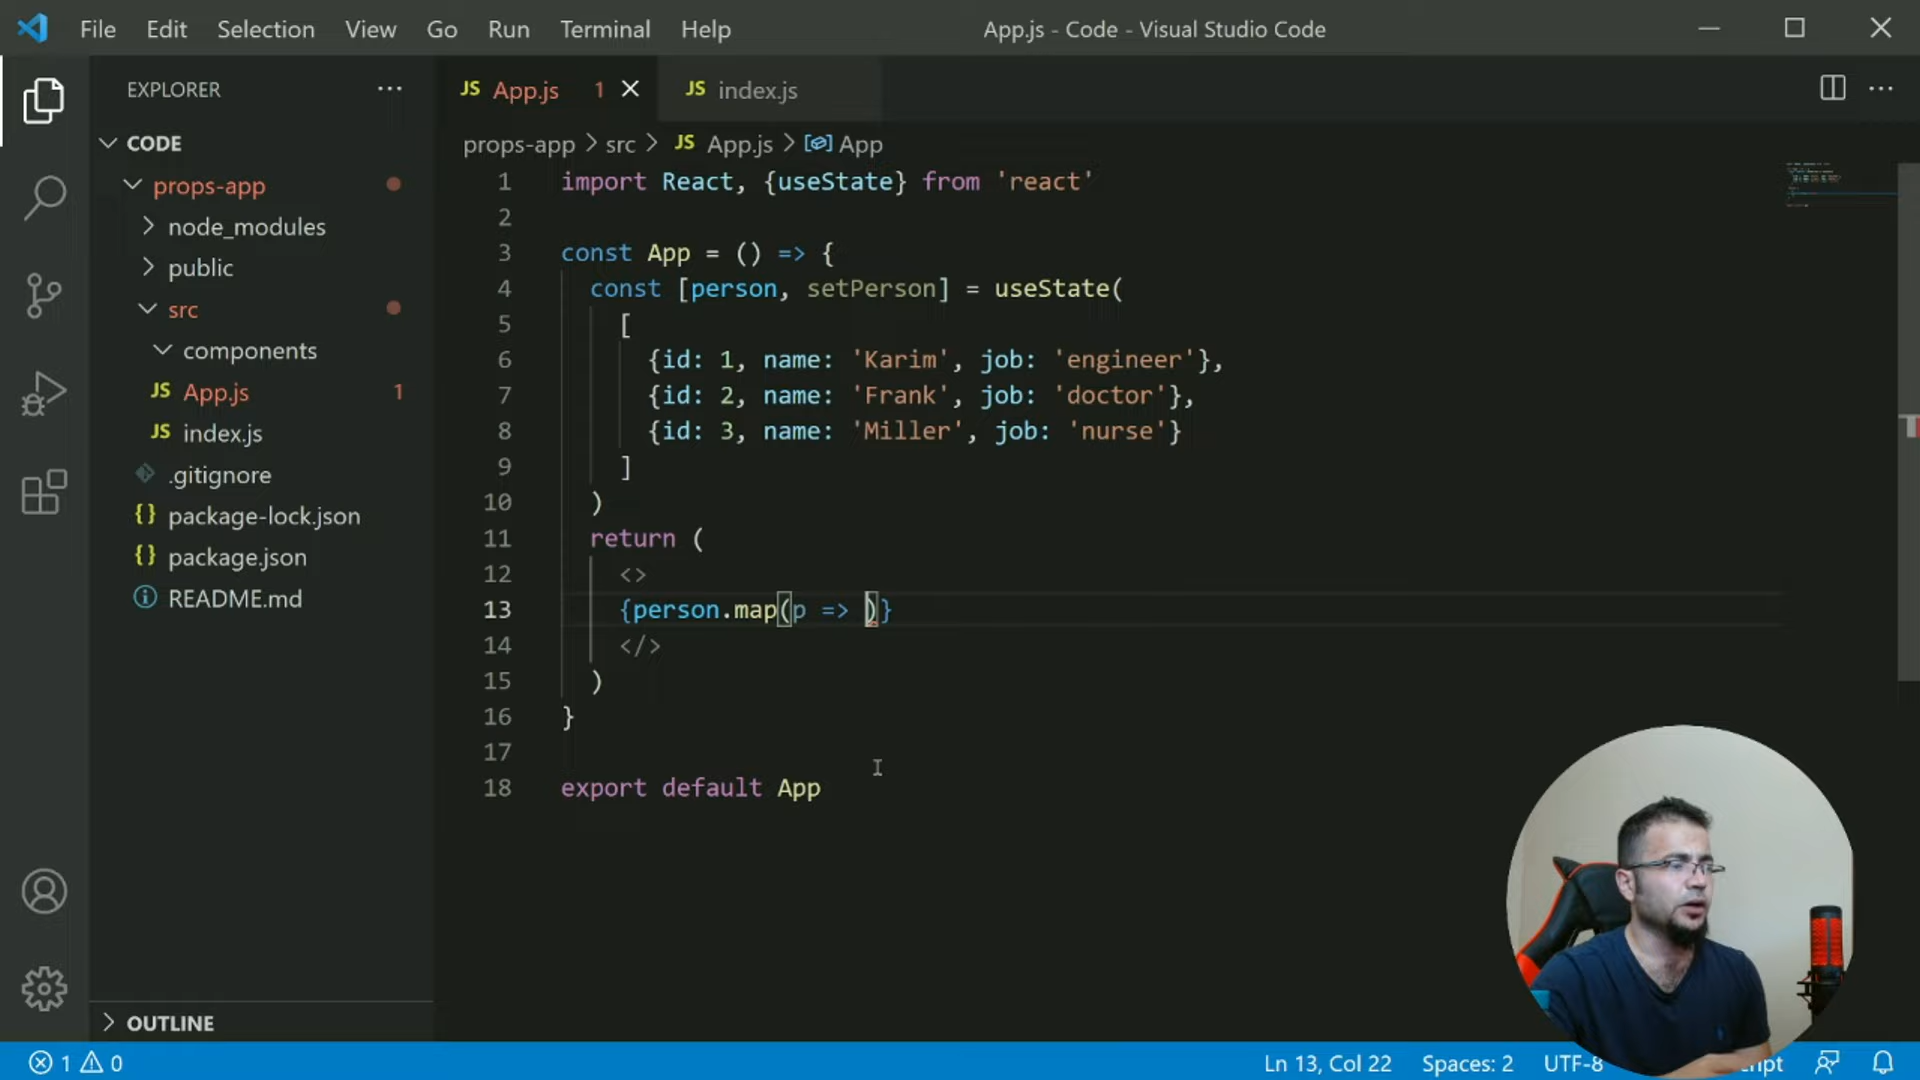 File Edit Selection View Go Run Terminal Help
App.js - Code - Visual Studio Code
EXPLORER
CODE
props-app
node_modules
public
src
components
JS App.js 1
JS index.js
.gitignore
{} package-lock.json
{} package.json
README.md
OUTLINE
JS App.js 1
JS index.js
props-app > src > JS App.js > App
1 import React, {useState} from 'react'
2
3 const App = () => {
4 const [person, setPerson] = useState(
5 [
6 {id: 1, name: 'Karim', job: 'engineer'},
7 {id: 2, name: 'Frank', job: 'doctor'},
8 {id: 3, name: 'Miller', job: 'nurse'}
9 ]
10 )
11 return (
12 <>
13 {person.map(p => )}
14 </>
15 )
16 }
17
18 export default App
1 0
Ln 13, Col 22 Spaces: 2 UTF-8